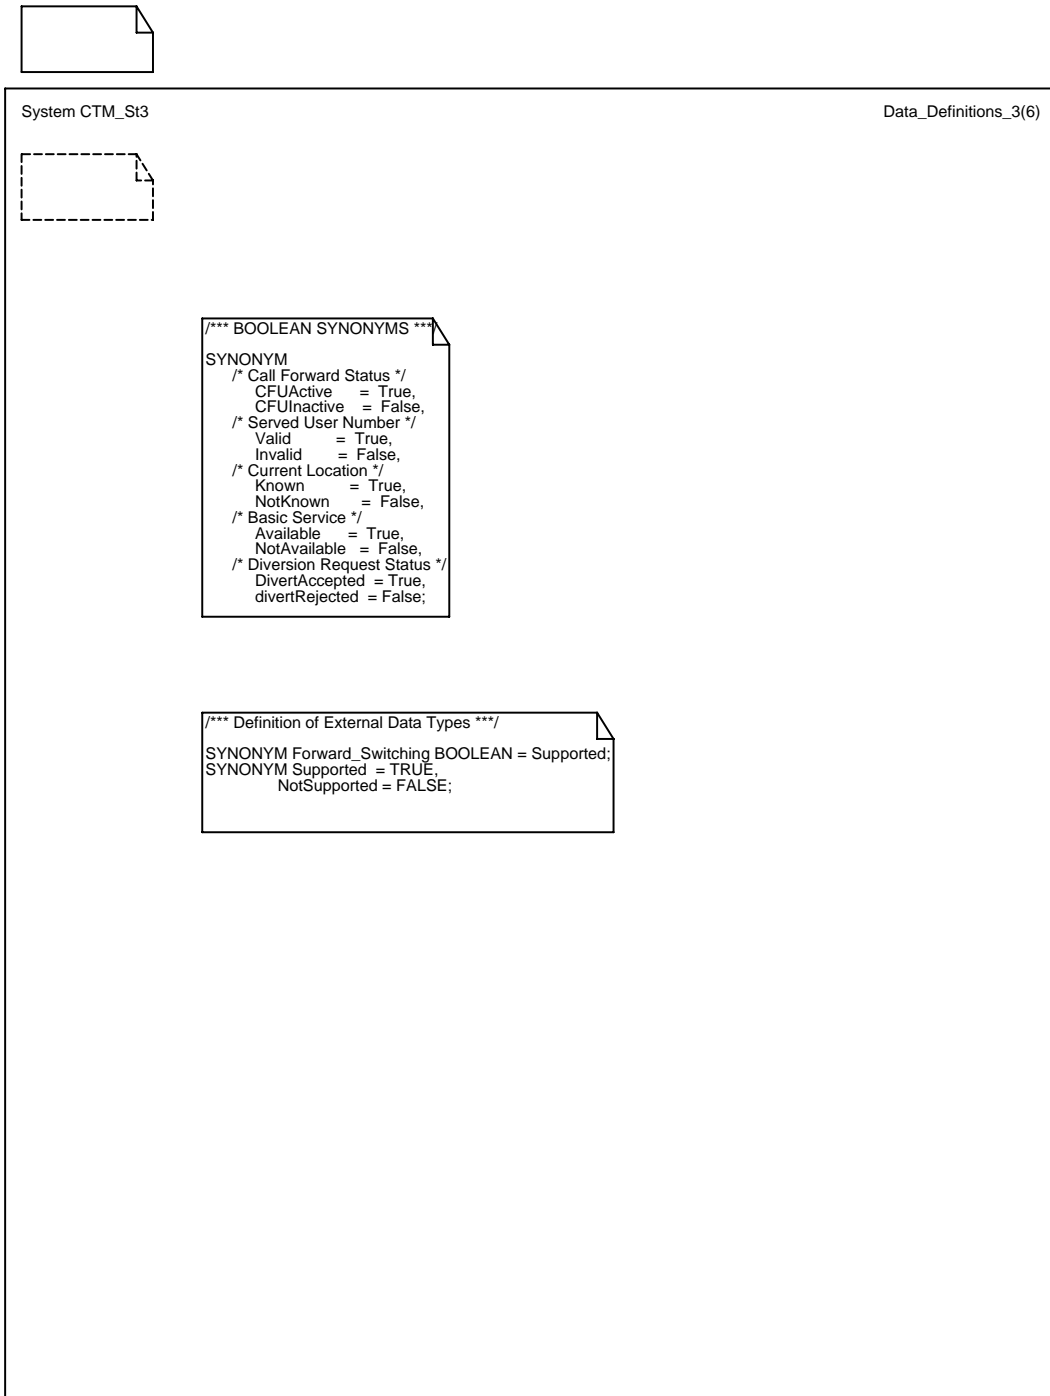 System CTM_St3
Data_Definitions_3(6)
/*** BOOLEAN SYNONYMS ***/
SYNONYM
/* Call Forward Status */
CFUActive = True,
CFUInactive = False,
/* Served User Number */
Valid = True,
Invalid = False,
/* Current Location */
Known = True,
NotKnown = False,
/* Basic Service */
Available = True,
NotAvailable = False,
/* Diversion Request Status */
DivertAccepted = True,
divertRejected = False;
/*** Definition of External Data Types ***/
SYNONYM Forward_Switching BOOLEAN = Supported;
SYNONYM Supported = TRUE,
NotSupported = FALSE;